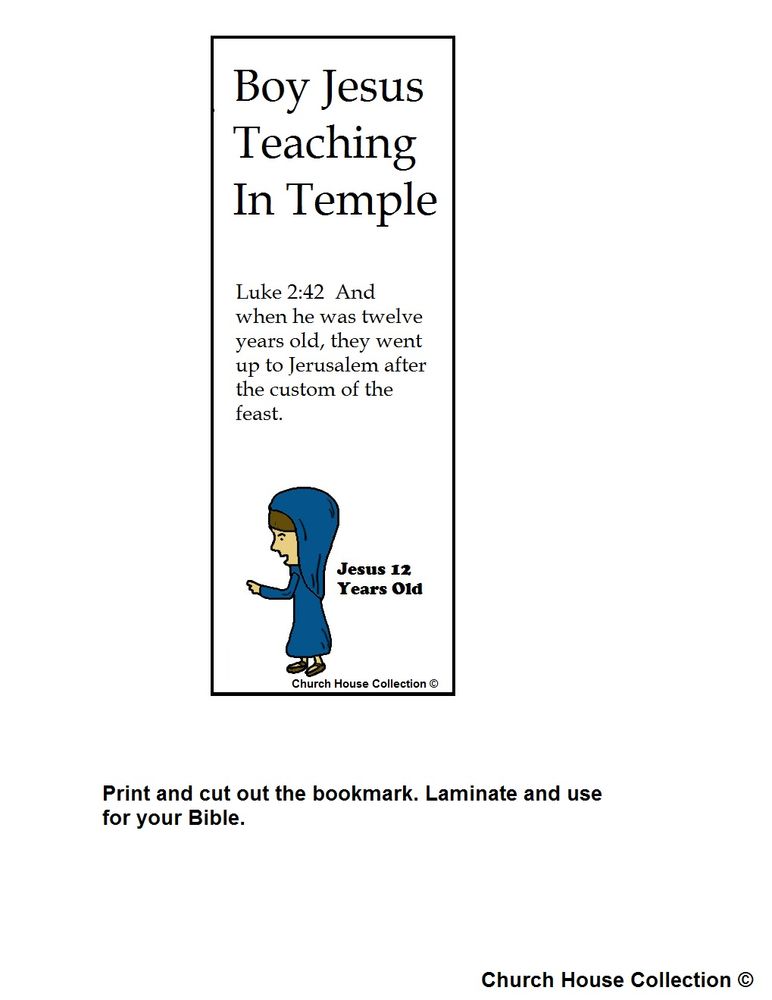 Boy Jesus
Teaching
In Temple
Luke 2:42  And
when he was twelve
years old, they went
up to Jerusalem after
the custom of the
feast.
Jesus 12
Years Old
Church House Collection ©
Print and cut out the bookmark. Laminate and use
for your Bible.
Church House Collection ©